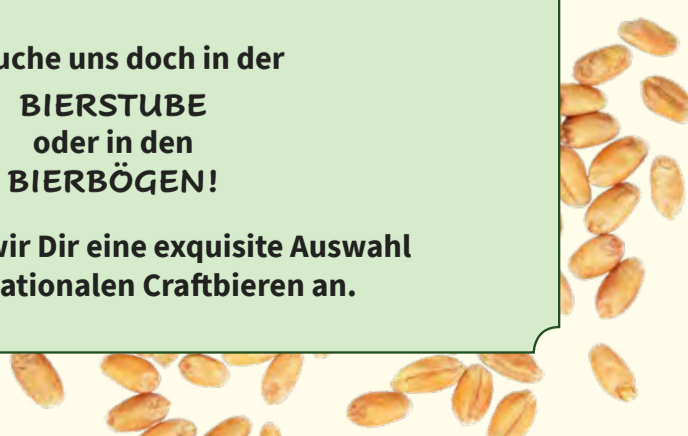 uche uns doch in der
BIERSTUBE
oder in den
BIERBÖGEN!
wir Dir eine exquisite Auswahl
ationalen Craftbieren an.